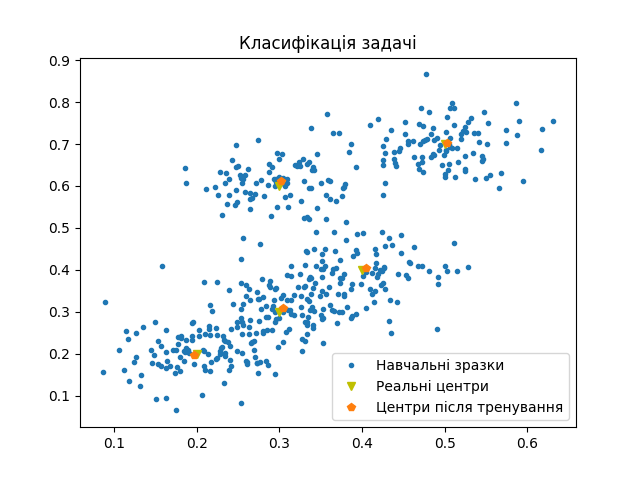 Класифікація задачі
0.9
0.8
0.7
0.6
0.5
0.4
0.3
0.2
0.1
0.1 0.2 0.3 0.4 0.5 0.6
Навчальні зразки
Реальні центри
Центри після тренування